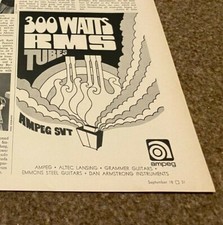 300 WATTS
RMS
TUBES
AMPEG SVT
ampeg
AMPEG • ALTEC LANSING • GRAMMER GUITARS •
EMMONS STEEL GUITARS • DAN ARMSTRONG INSTRUMENTS